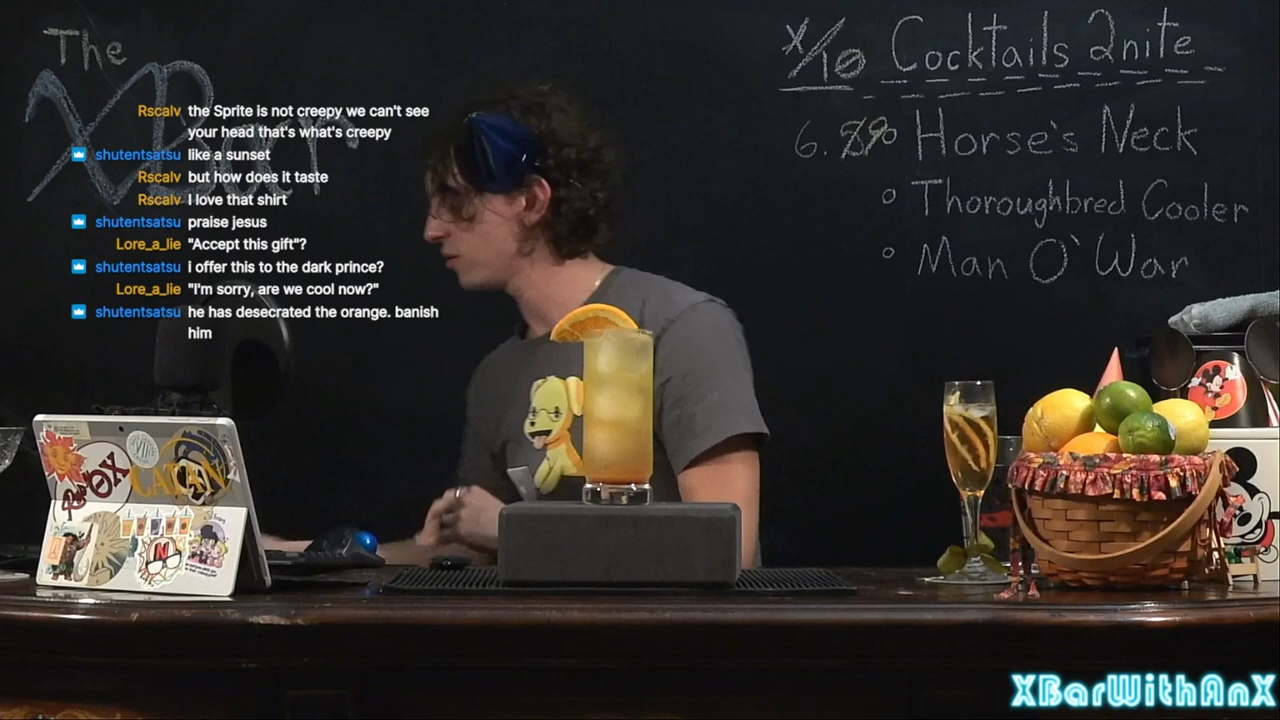 The
XBar
X/10 Cocktails 2nite
Rscalv the Sprite is not creepy we can't see
your head that's what's creepy
shutentsatsu like a sunset
Rscalv but how does it taste
Rscalv I love that shirt
shutentsatsu praise jesus
Lore_a_lie "Accept this gift"?
shutentsatsu i offer this to the dark prince?
Lore_a_lie "I'm sorry, are we cool now?"
shutentsatsu he has desecrated the orange. banish
him
Horse's Neck
Thoroughbred Cooler
Man O' War
CATAN
XBarWithAnX